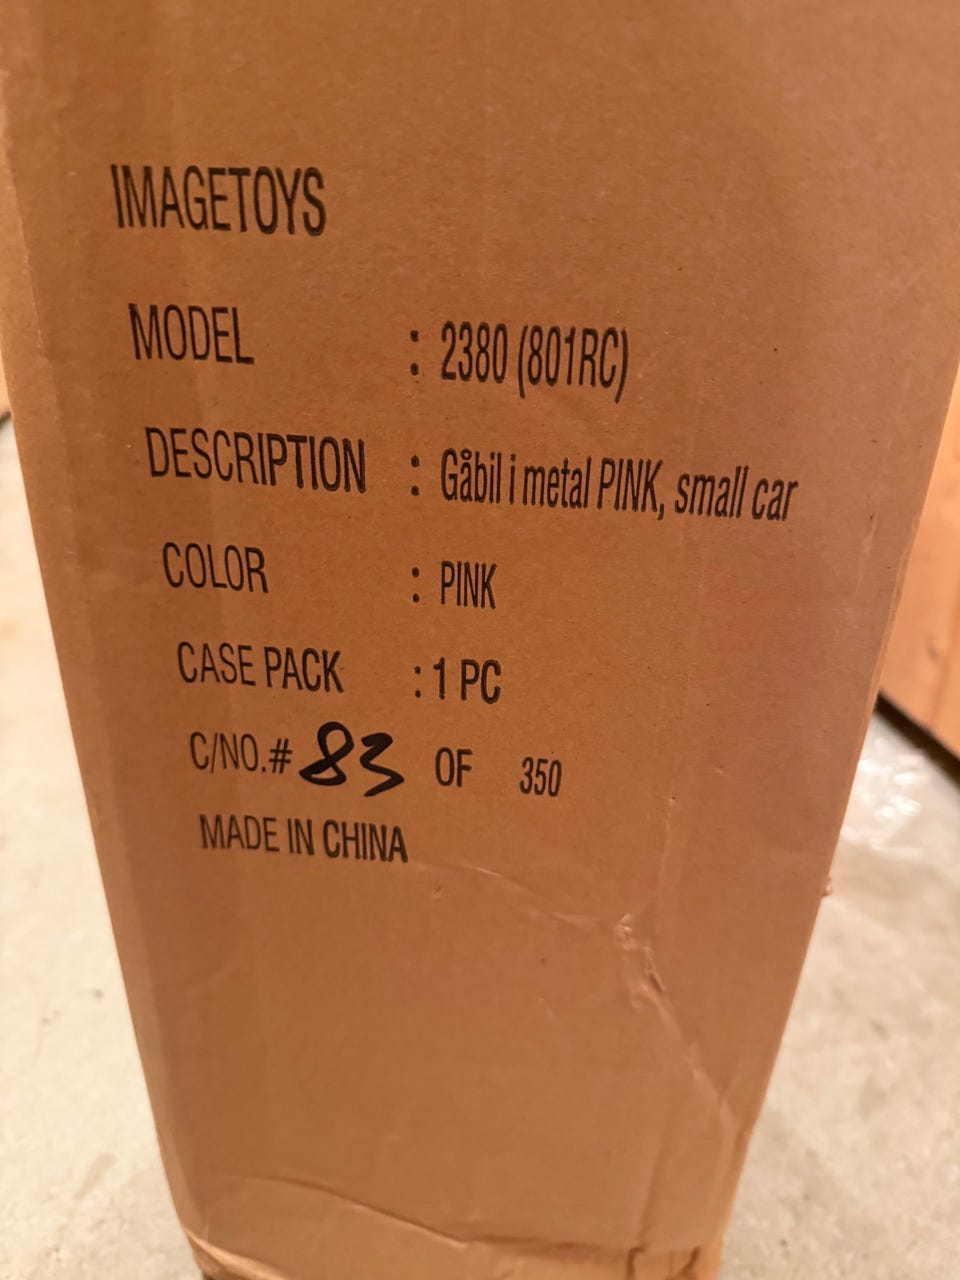 IMAGETOYS
MODEL : 2380 (801RC)
DESCRIPTION : Gåbil i metal PINK, small car
COLOR : PINK
CASE PACK : 1 PC
C/NO.# 83 OF 350
MADE IN CHINA